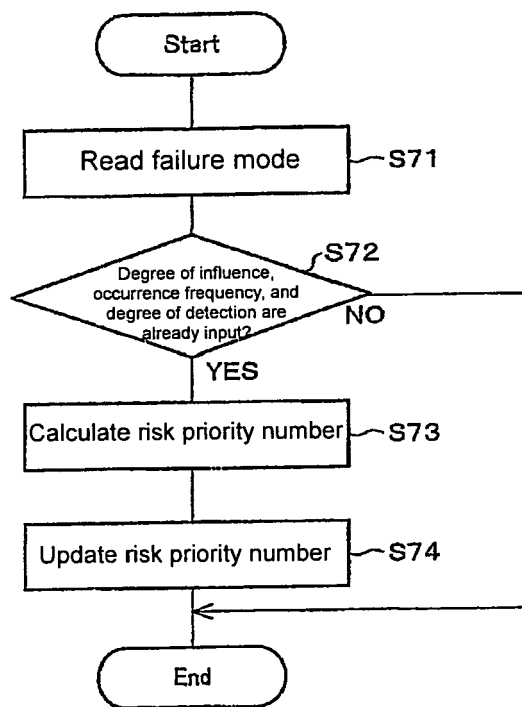 Start
Read failure mode
S71
S72
Degree of influence,
occurrence frequency, and
degree of detection are
already input?
NO
YES
Calculate risk priority number
S73
Update risk priority number
S74
End